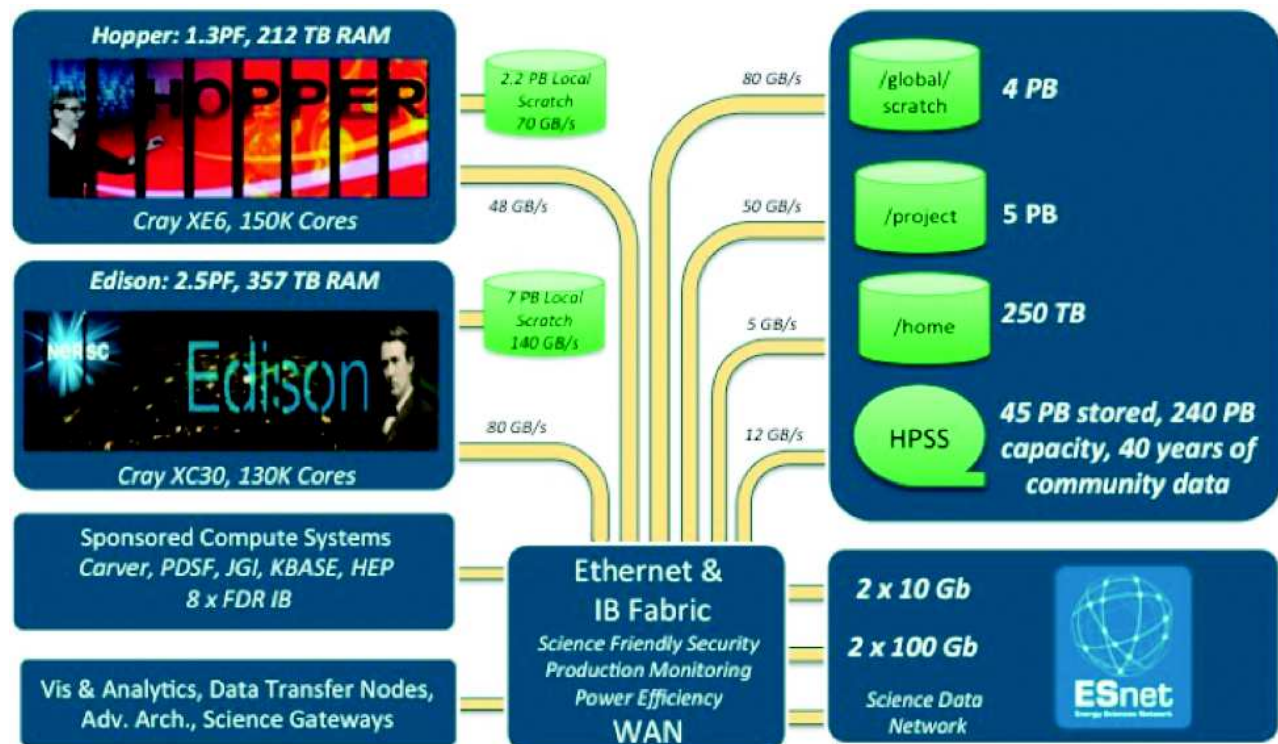 Hopper: 1.3PF, 212 TB RAM
HOPPER
Cray XE6, 150K Cores
2.2 PB Local
Scratch
70 GB/s
48 GB/s
Edison: 2.5PF, 357 TB RAM
NERSC
Edison
Cray XC30, 130K Cores
7 PB Local
Scratch
140 GB/s
80 GB/s
Sponsored Compute Systems
Carver, PDSF, JGI, KBASE, HEP
8 x FDR IB
Vis & Analytics, Data Transfer Nodes,
Adv. Arch., Science Gateways
Ethernet &
IB Fabric
Science Friendly Security
Production Monitoring
Power Efficiency
WAN
80 GB/s
/global/
scratch
4 PB
50 GB/s
/project
5 PB
5 GB/s
/home
250 TB
12 GB/s
HPSS
45 PB stored, 240 PB
capacity, 40 years of
community data
2 x 10 Gb
2 x 100 Gb
Science Data
Network
ESnet
Energy Sciences Network